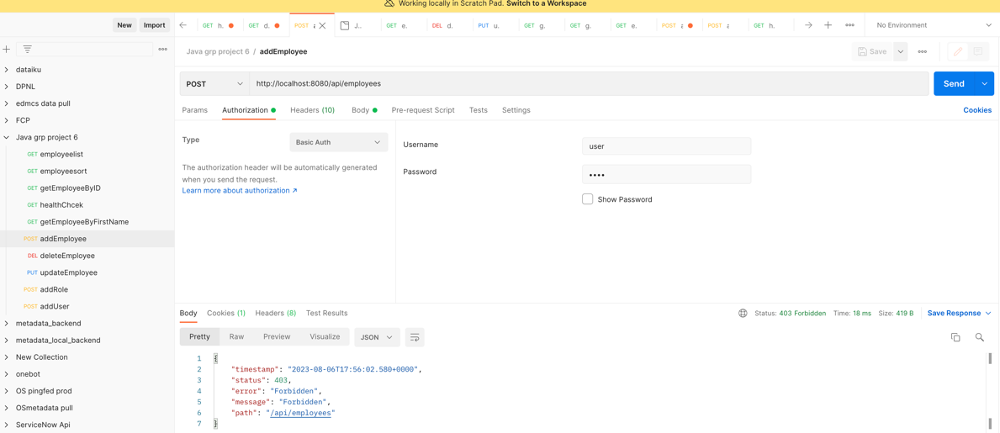 Working locally in Scratch Pad. Switch to a Workspace
New Import
GET h. GET d. POST a J.. GET e. DEL d. PUT u. GET g. GET g. GET e. POST a POST a GET h. No Environment
Java grp project 6 / addEmployee Save
POST http://localhost:8080/api/employees Send
Params Authorization Headers (10) Body Pre-request Script Tests Settings Cookies
Type Basic Auth
The authorization header will be automatically generated
when you send the request.
Learn more about authorization ↗
Username user
Password ••••
Show Password
dataiku
DPNL
edmcs data pull
FCP
Java grp project 6
GET employeelist
GET employeesort
GET getEmployeeByID
GET healthChcek
GET getEmployeeByFirstName
POST addEmployee
DEL deleteEmployee
PUT updateEmployee
POST addRole
POST addUser
metadata_backend
metadata_local_backend
New Collection
onebot
OS pingfed prod
OSmetadata pull
ServiceNow Api
Body Cookies (1) Headers (8) Test Results Status: 403 Forbidden Time: 18 ms Size: 419 B Save Response
Pretty Raw Preview Visualize JSON
1 {
2 "timestamp": "2023-08-06T17:56:02.580+0000",
3 "status": 403,
4 "error": "Forbidden",
5 "message": "Forbidden",
6 "path": "/api/employees"
7 }